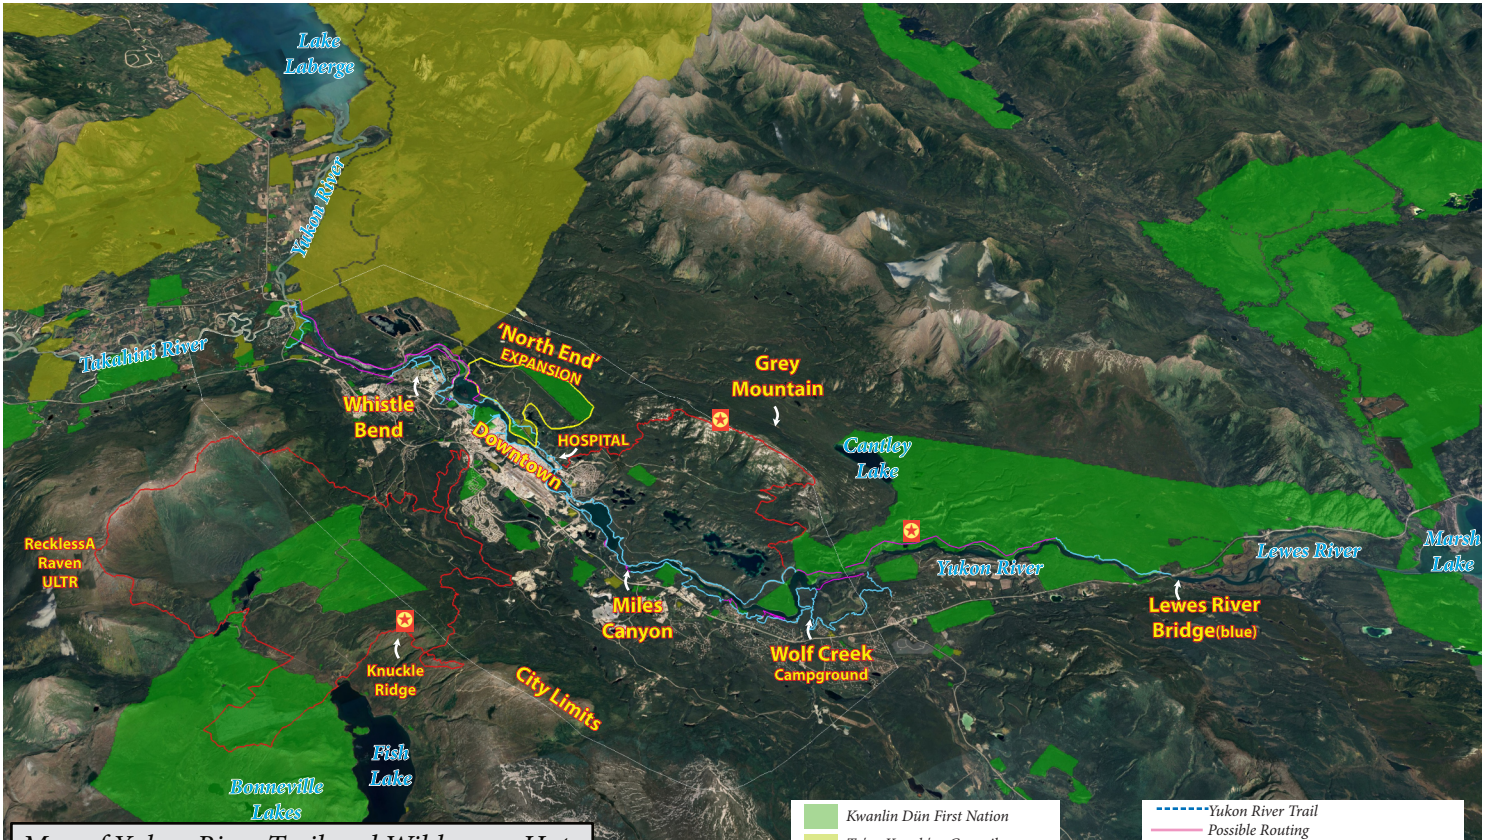 Lake
Laberge
Yukon River
Takahini River
'North End'
EXPANSION
Grey
Mountain
Whistle
Bend
Downtown
HOSPITAL
Cantley
Lake
RecklessA
Raven
ULTR
Yukon River
Lewes River
Marsh
Lake
Miles
Canyon
Lewes River
Bridge(blue)
Wolf Creek
Campground
Knuckle
Ridge
City Limits
Fish
Lake
Bonneville
Lakes
Kwanlin Dün First Nation
Yukon River Trail
Possible Routing